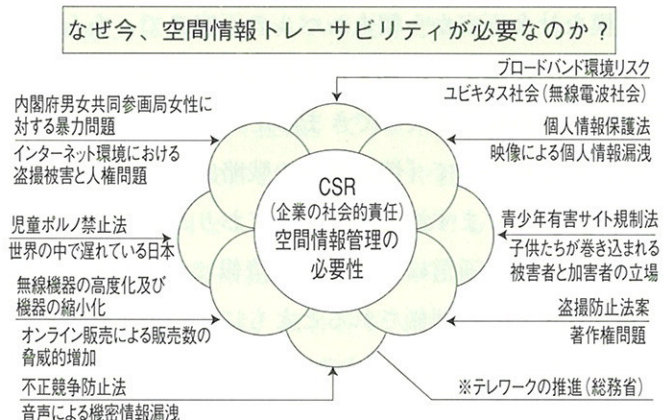 なぜ今、空間情報トレーサビリティが必要なのか?
ブロードバンド環境リスク
ユビキタス社会(無線電波社会)
内閣府男女共同参画局女性に
対する暴力問題
インターネット環境における
盗撮被害と人権問題
個人情報保護法
映像による個人情報漏洩
CSR
(企業の社会的責任)
空間情報管理の
必要性
児童ポルノ禁止法
世界の中で遅れている日本
青少年有害サイト規制法
子供たちが巻き込まれる
被害者と加害者の立場
無線機器の高度化及び
機器の縮小化
オンライン販売による販売数の
脅威的増加
盗撮防止法案
著作権問題
不正競争防止法
音声による機密情報漏洩
※テレワークの推進(総務省)